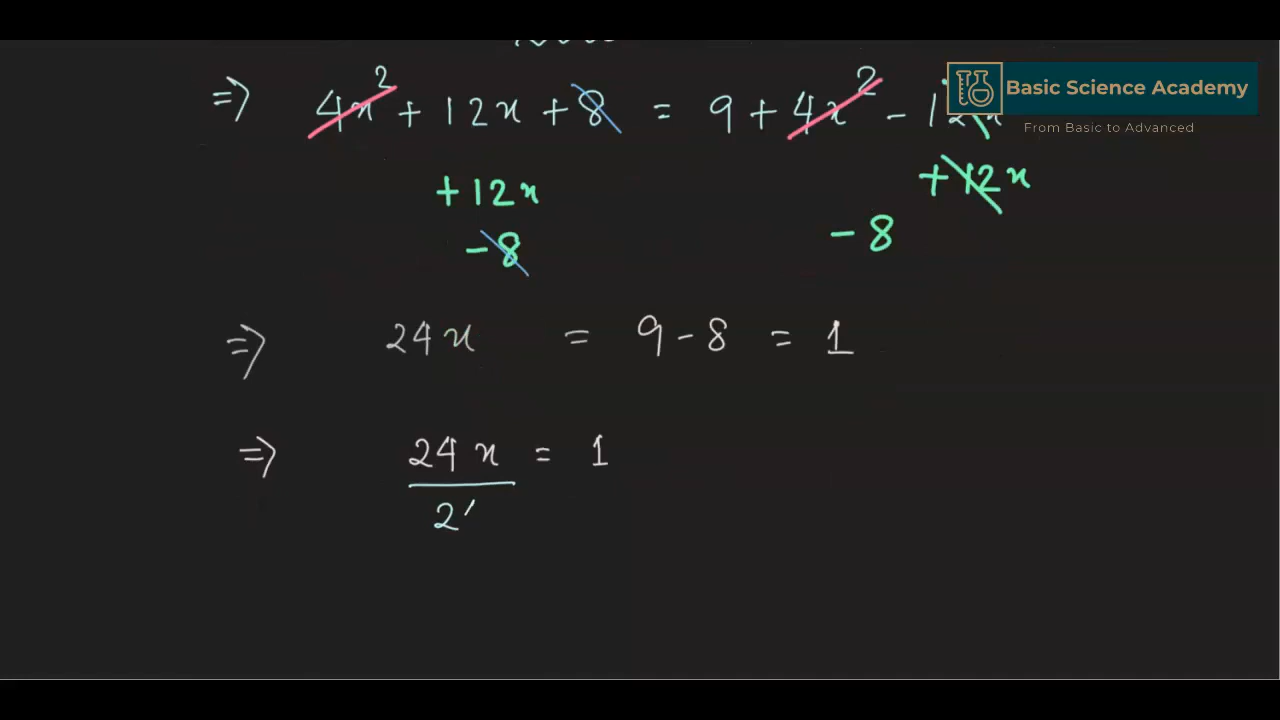 ⇒ 4x² + 12x + 8 = 9 + 4x² - 12x
+12x +12x
-8 -8
⇒ 24x = 9 - 8 = 1
⇒ 24x = 1
2
Basic Science Academy
From Basic to Advanced